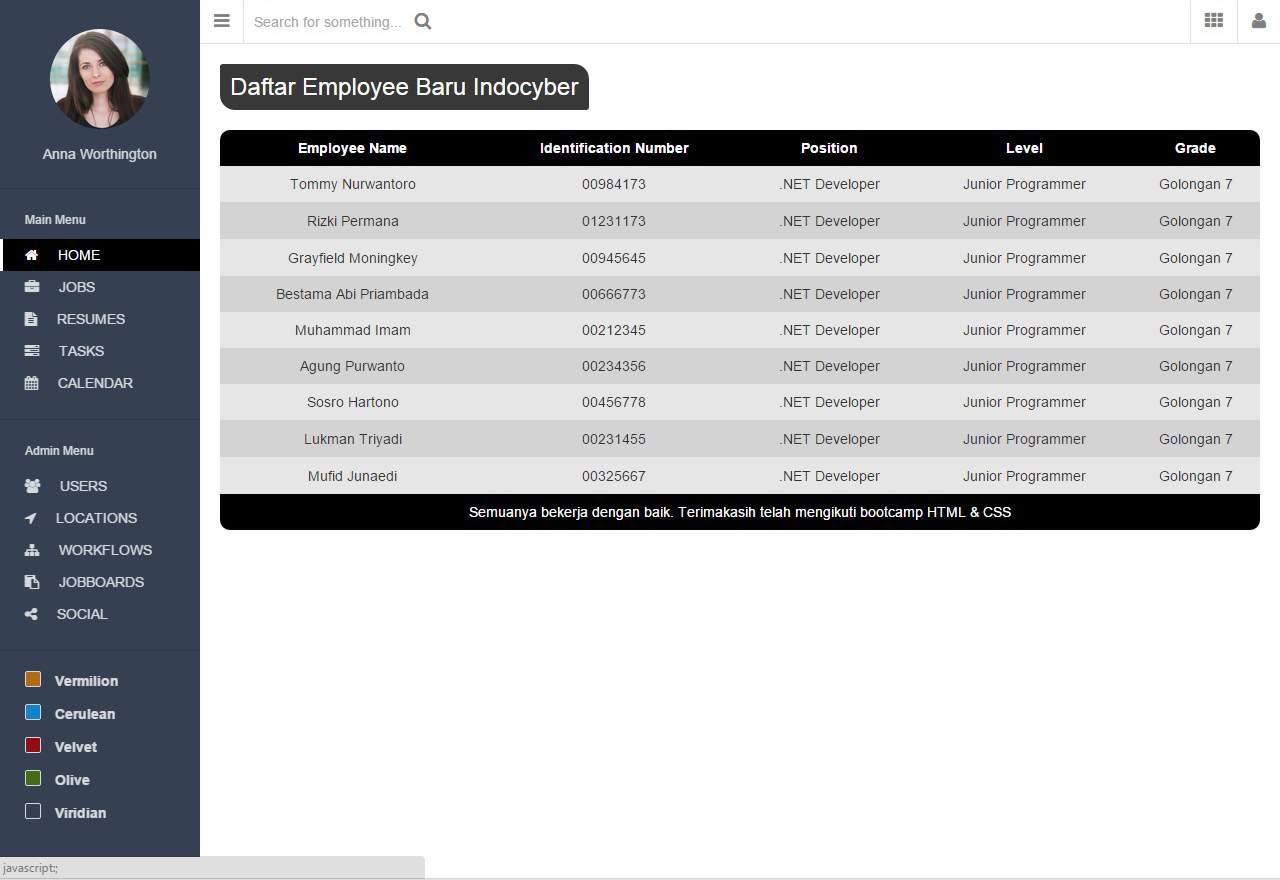 Search for something...
Anna Worthington
Main Menu
HOME
JOBS
RESUMES
TASKS
CALENDAR
Admin Menu
USERS
LOCATIONS
WORKFLOWS
JOBBOARDS
SOCIAL
Vermilion
Cerulean
Velvet
Olive
Viridian
Daftar Employee Baru Indocyber
Employee Name Identification Number Position Level Grade
Tommy Nurwantoro 00984173 .NET Developer Junior Programmer Golongan 7
Rizki Permana 01231173 .NET Developer Junior Programmer Golongan 7
Grayfield Moningkey 00945645 .NET Developer Junior Programmer Golongan 7
Bestama Abi Priambada 00666773 .NET Developer Junior Programmer Golongan 7
Muhammad Imam 00212345 .NET Developer Junior Programmer Golongan 7
Agung Purwanto 00234356 .NET Developer Junior Programmer Golongan 7
Sosro Hartono 00456778 .NET Developer Junior Programmer Golongan 7
Lukman Triyadi 00231455 .NET Developer Junior Programmer Golongan 7
Mufid Junaedi 00325667 .NET Developer Junior Programmer Golongan 7
Semuanya bekerja dengan baik. Terimakasih telah mengikuti bootcamp HTML & CSS
javascript:;